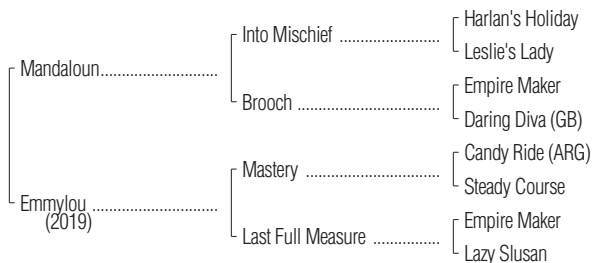 Harlan's Holiday
Into Mischief ........................
Leslie's Lady
Mandaloun............................
Empire Maker
Brooch ..................................
Daring Diva (GB)
Candy Ride (ARG)
Mastery ................................
Steady Course
Emmylou ..............................
(2019)
Empire Maker
Last Full Measure ................
Lazy Slusan